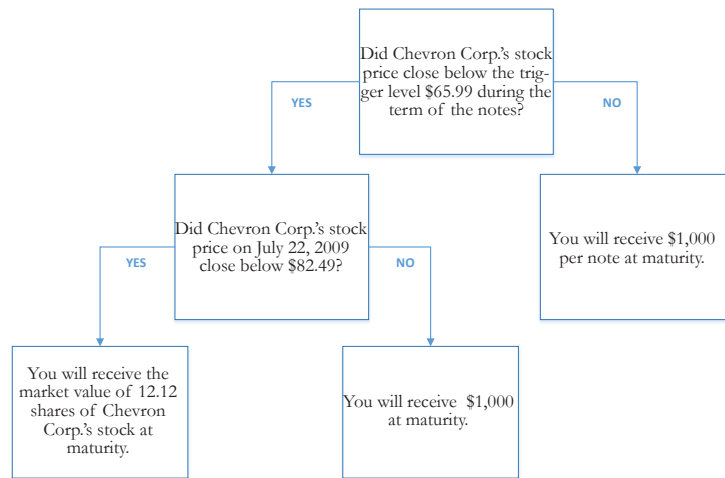 Did Chevron Corp.'s stock
price close below the trig-
ger level $65.99 during the
term of the notes?
YES
NO
Did Chevron Corp.'s stock
price on July 22, 2009
close below $82.49?
You will receive $1,000
per note at maturity.
YES
NO
You will receive the
market value of 12.12
shares of Chevron
Corp.'s stock at
maturity.
You will receive $1,000
at maturity.